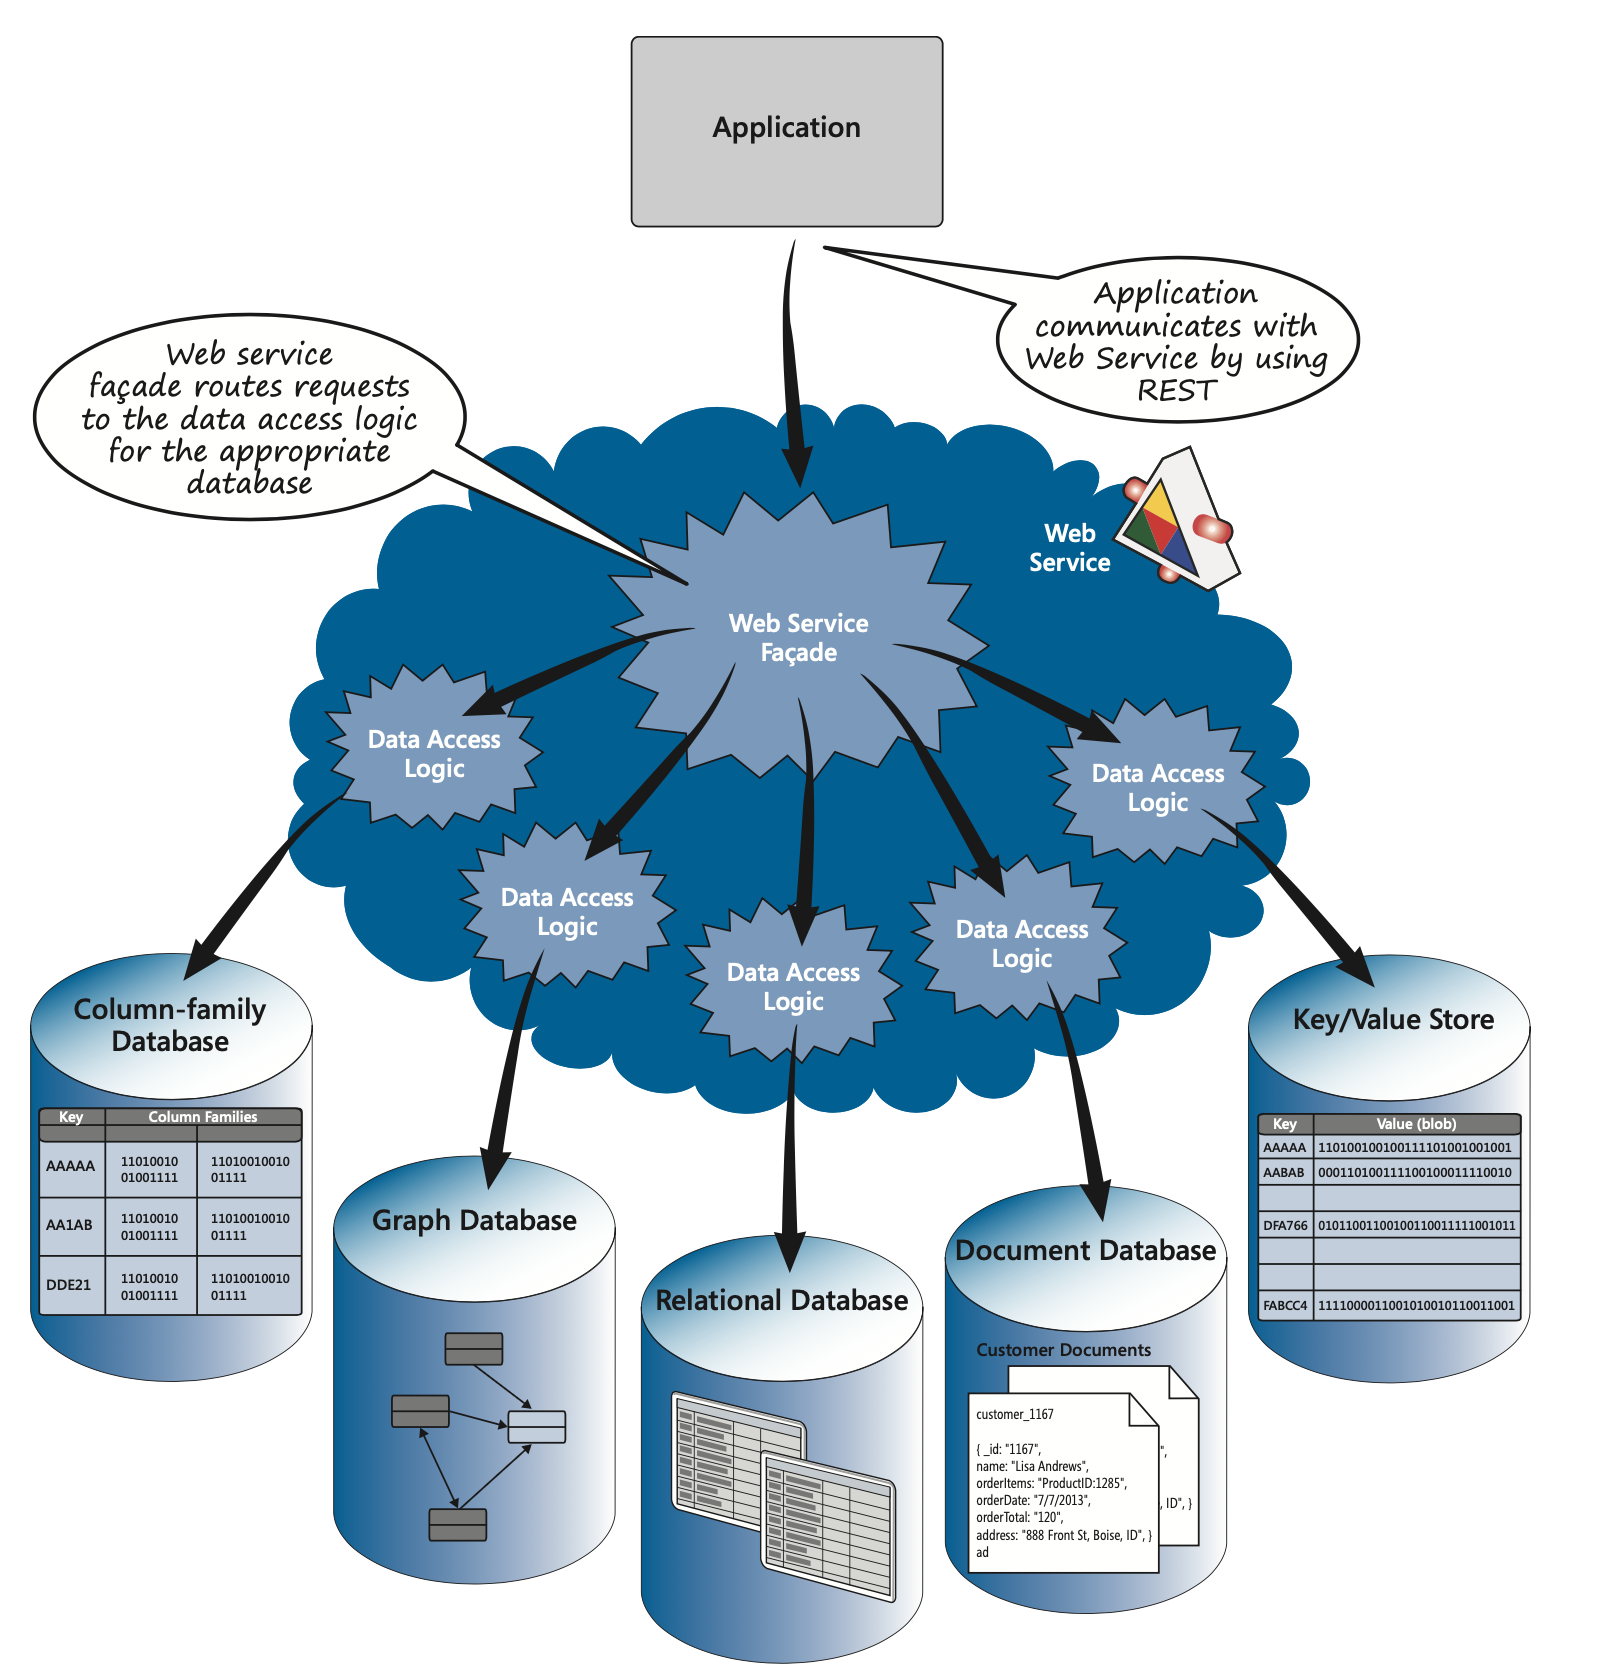 Application
Application
communicates with
Web Service by using
REST
Web service
façade routes requests
to the data access logic
for the appropriate
database
Web
Service
Web Service
Façade
Data Access
Logic
Data Access
Logic
Data Access
Logic
Data Access
Logic
Data Access
Logic
Column-family
Database
Key Column Families
AAAAA 11010010 11010010010
01001111 01111
AA1AB 11010010 11010010010
01001111 01111
DDE21 11010010 11010010010
01001111 01111
Graph Database
Relational Database
Document Database
Customer Documents
customer_1167
{ _id: "1167",
name: "Lisa Andrews",
orderItems: "ProductID:1285",
orderDate: "7/7/2013",
orderTotal: "120",
address: "888 Front St, Boise, ID", }
ad
",
, ID", }
Key/Value Store
Key Value (blob)
AAAAA 110100100100111101001001001
AABAB 0001101001111001000011110010
DFA766 01011001100100110011111001011
FABCC4 1111000011001010010110011001